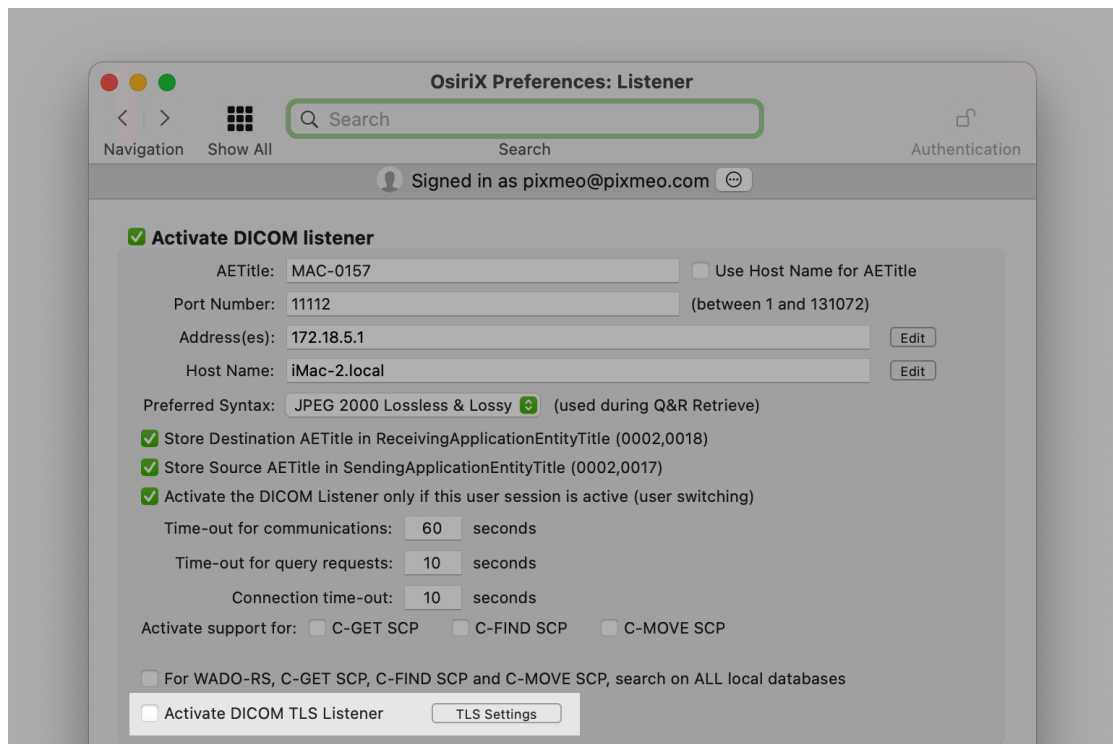 OsiriX Preferences: Listener
Search
Navigation Show All Search Authentication
Signed in as pixmeo@pixmeo.com
Activate DICOM listener
AETitle: MAC-0157 Use Host Name for AETitle
Port Number: 11112 (between 1 and 131072)
Address(es): 172.18.5.1 Edit
Host Name: iMac-2.local Edit
Preferred Syntax: JPEG 2000 Lossless & Lossy (used during Q&R Retrieve)
Store Destination AETitle in ReceivingApplicationEntityTitle (0002,0018)
Store Source AETitle in SendingApplicationEntityTitle (0002,0017)
Activate the DICOM Listener only if this user session is active (user switching)
Time-out for communications: 60 seconds
Time-out for query requests: 10 seconds
Connection time-out: 10 seconds
Activate support for: C-GET SCP C-FIND SCP C-MOVE SCP
For WADO-RS, C-GET SCP, C-FIND SCP and C-MOVE SCP, search on ALL local databases
Activate DICOM TLS Listener TLS Settings